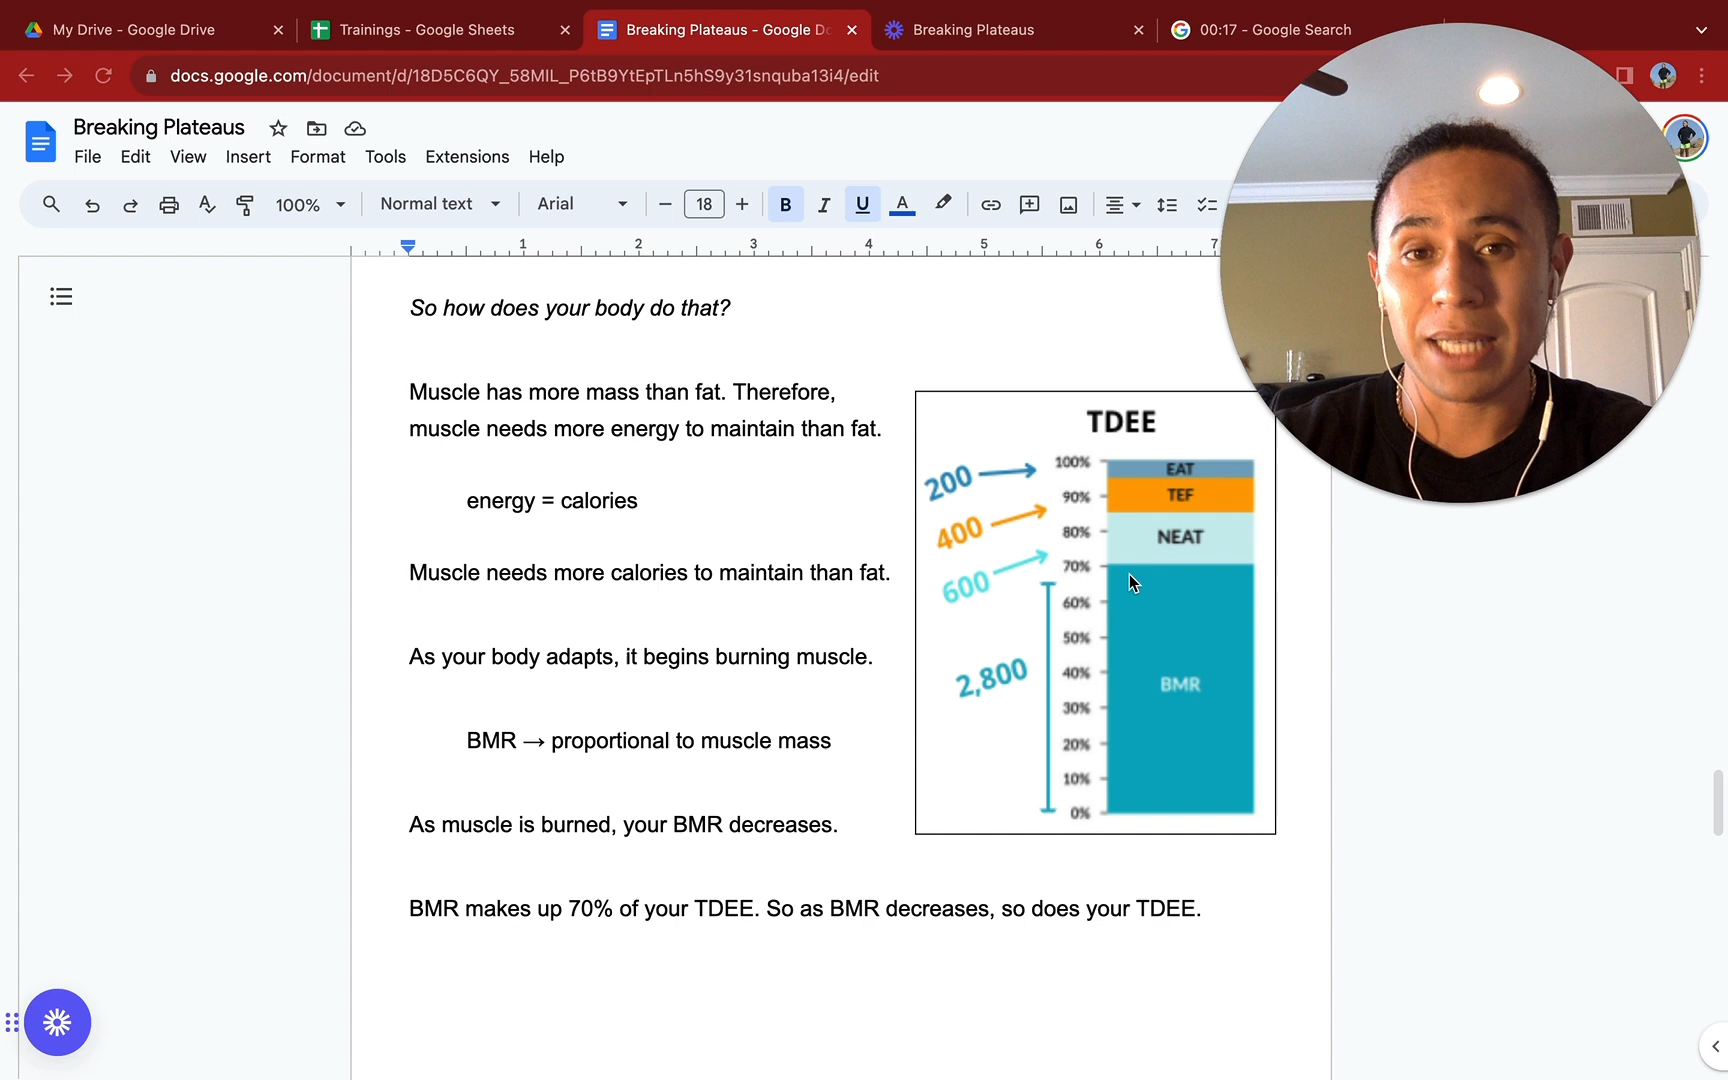 My Drive - Google Drive
Trainings - Google Sheets
Breaking Plateaus - Google Do
Breaking Plateaus
00:17 - Google Search
docs.google.com/document/d/18D5C6QY_58MIL_P6tB9YtEpTLn5hS9y31snquba13i4/edit
Breaking Plateaus
File Edit View Insert Format Tools Extensions Help
100% Normal text Arial 18 B I U A
1 2 3 4 5 6 7
So how does your body do that?
Muscle has more mass than fat. Therefore,
muscle needs more energy to maintain than fat.
energy = calories
Muscle needs more calories to maintain than fat.
As your body adapts, it begins burning muscle.
BMR → proportional to muscle mass
As muscle is burned, your BMR decreases.
BMR makes up 70% of your TDEE. So as BMR decreases, so does your TDEE.
TDEE
200
400
600
2,800
100%
90%
80%
70%
60%
50%
40%
30%
20%
10%
0%
EAT
TEF
NEAT
BMR